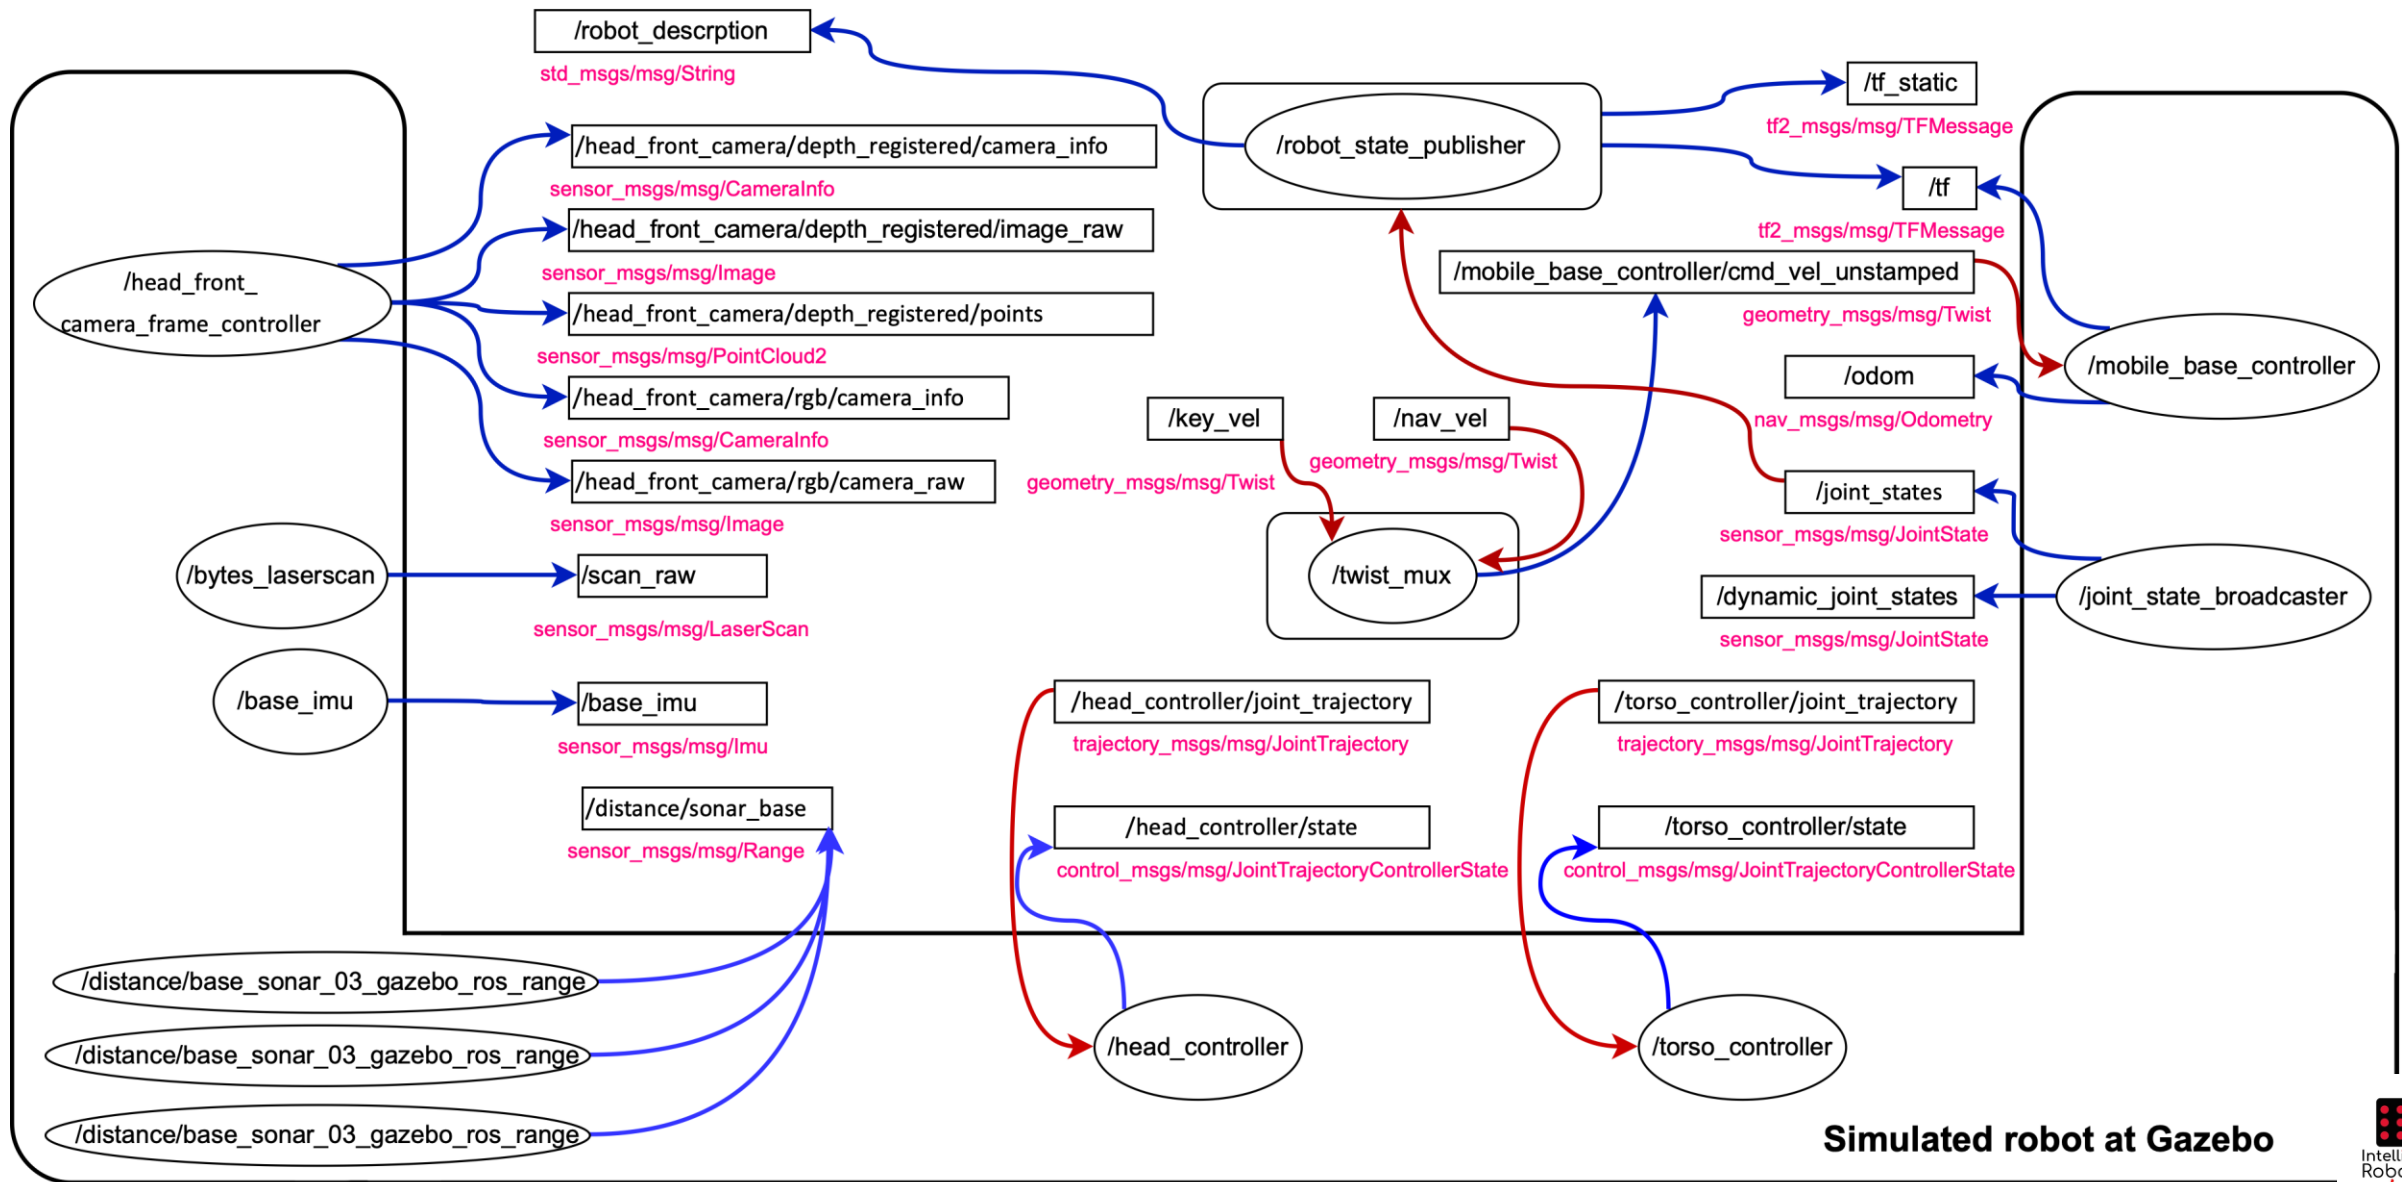 /robot_descrption
std_msgs/msg/String
/head_front_camera/depth_registered/camera_info
sensor_msgs/msg/CameraInfo
/head_front_camera/depth_registered/image_raw
sensor_msgs/msg/Image
/head_front_camera/depth_registered/points
sensor_msgs/msg/PointCloud2
/head_front_camera/rgb/camera_info
sensor_msgs/msg/CameraInfo
/head_front_camera/rgb/camera_raw
sensor_msgs/msg/Image
/head_front_
camera_frame_controller
/bytes_laserscan
/scan_raw
sensor_msgs/msg/LaserScan
/base_imu
/base_imu
sensor_msgs/msg/Imu
/distance/sonar_base
sensor_msgs/msg/Range
/distance/base_sonar_03_gazebo_ros_range
/distance/base_sonar_03_gazebo_ros_range
/distance/base_sonar_03_gazebo_ros_range
/robot_state_publisher
/tf_static
tf2_msgs/msg/TFMessage
/tf
tf2_msgs/msg/TFMessage
/mobile_base_controller/cmd_vel_unstamped
geometry_msgs/msg/Twist
/mobile_base_controller
/odom
nav_msgs/msg/Odometry
/key_vel
geometry_msgs/msg/Twist
/nav_vel
geometry_msgs/msg/Twist
/twist_mux
/joint_states
sensor_msgs/msg/JointState
/dynamic_joint_states
sensor_msgs/msg/JointState
/joint_state_broadcaster
/head_controller/joint_trajectory
trajectory_msgs/msg/JointTrajectory
/head_controller/state
control_msgs/msg/JointTrajectoryControllerState
/head_controller
/torso_controller/joint_trajectory
trajectory_msgs/msg/JointTrajectory
/torso_controller/state
control_msgs/msg/JointTrajectoryControllerState
/torso_controller
Simulated robot at Gazebo